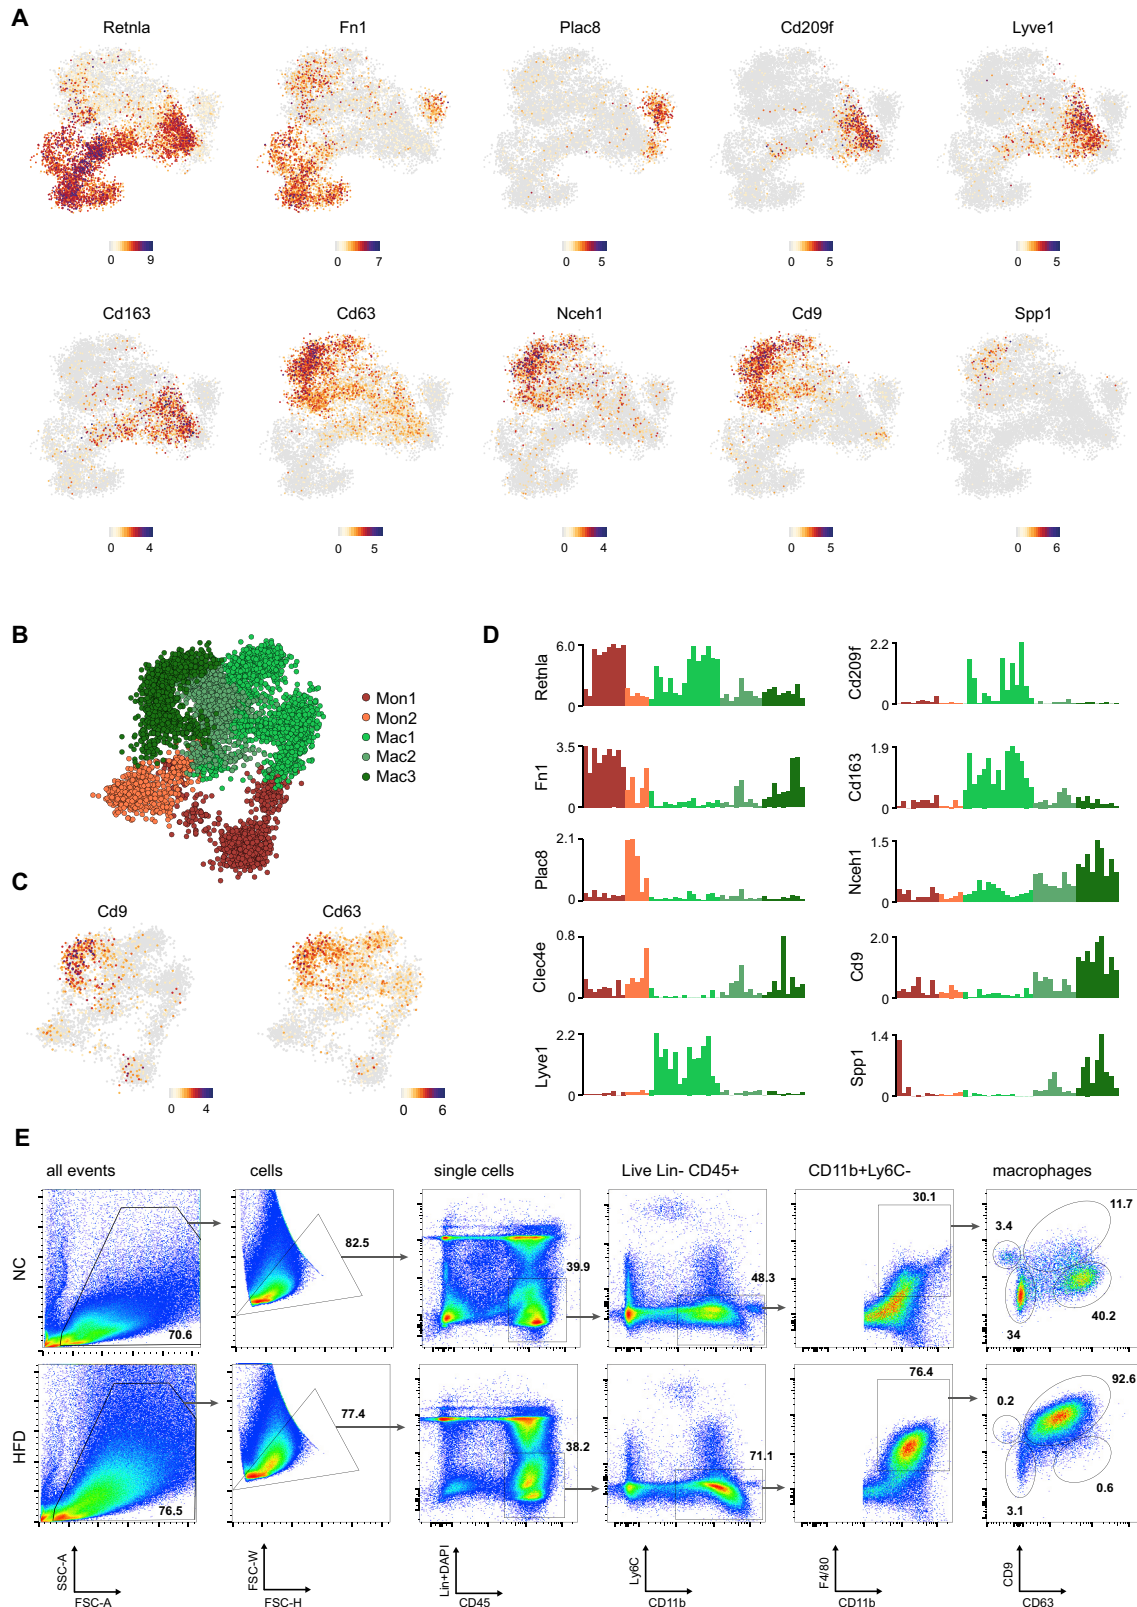 A
Retnla Fn1 Plac8 Cd209f Lyve1
0 9 0 7 0 5 0 5 0 5
Cd163 Cd63 Nceh1 Cd9 Spp1
0 4 0 5 0 4 0 5 0 6
B
Mon1
Mon2
Mac1
Mac2
Mac3
C
Cd9 Cd63
0 4 0 6
D
Retnla 6.0 0
Cd209f 2.2 0
Fn1 3.5 0
Cd163 1.9 0
Plac8 2.1 0
Nceh1 1.5 0
Clec4e 0.8 0
Cd9 2.0 0
Lyve1 2.2 0
Spp1 1.4 0
E
all events cells single cells Live Lin- CD45+ CD11b+Ly6C- macrophages
NC
70.6 82.5 39.9 48.3 30.1 3.4 11.7 34 40.2
HFD
76.5 77.4 38.2 71.1 76.4 0.2 92.6 3.1 0.6
SSC-A FSC-W Lin+DAPI Ly6C F4/80 CD9
FSC-A FSC-H CD45 CD11b CD11b CD63